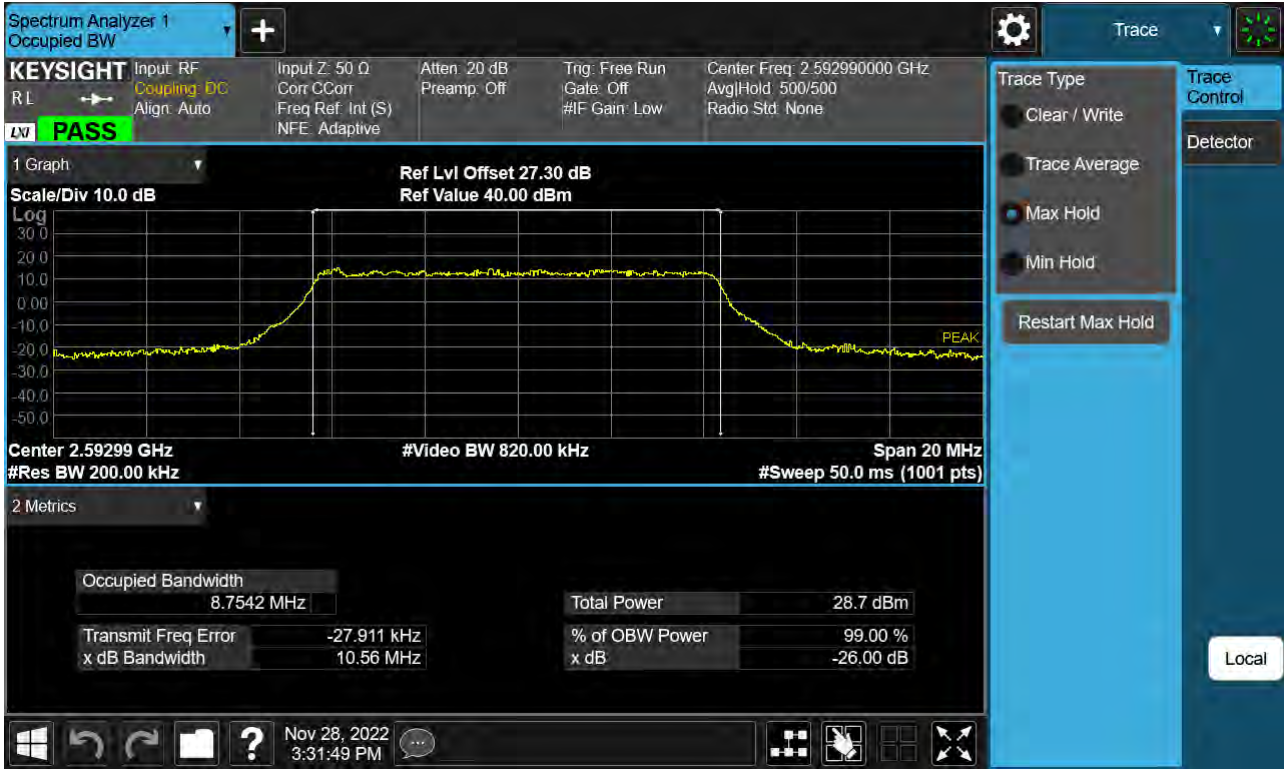 Spectrum Analyzer 1
Occupied BW
+
Trace
KEYSIGHT
RL
LXI
PASS
Input: RF
Coupling: DC
Align: Auto
Input Z: 50 Ω
Corr CCorr
Freq Ref: Int (S)
NFE: Adaptive
Atten: 20 dB
Preamp: Off
Trig: Free Run
Gate: Off
#IF Gain: Low
Center Freq: 2.592990000 GHz
Avg|Hold: 500/500
Radio Std: None
1 Graph
Scale/Div 10.0 dB
Ref Lvl Offset 27.30 dB
Ref Value 40.00 dBm
Log
30.0
20.0
10.0
0.00
-10.0
-20.0
-30.0
-40.0
-50.0
PEAK
Center 2.59299 GHz
#Video BW 820.00 kHz
Span 20 MHz
#Res BW 200.00 kHz
#Sweep 50.0 ms (1001 pts)
2 Metrics
Occupied Bandwidth
8.7542 MHz
Total Power 28.7 dBm
Transmit Freq Error -27.911 kHz
% of OBW Power 99.00 %
x dB Bandwidth 10.56 MHz
x dB -26.00 dB
?
Nov 28, 2022
3:31:49 PM
Trace Type
Clear / Write
Trace Average
Max Hold
Min Hold
Restart Max Hold
Trace
Control
Detector
Local